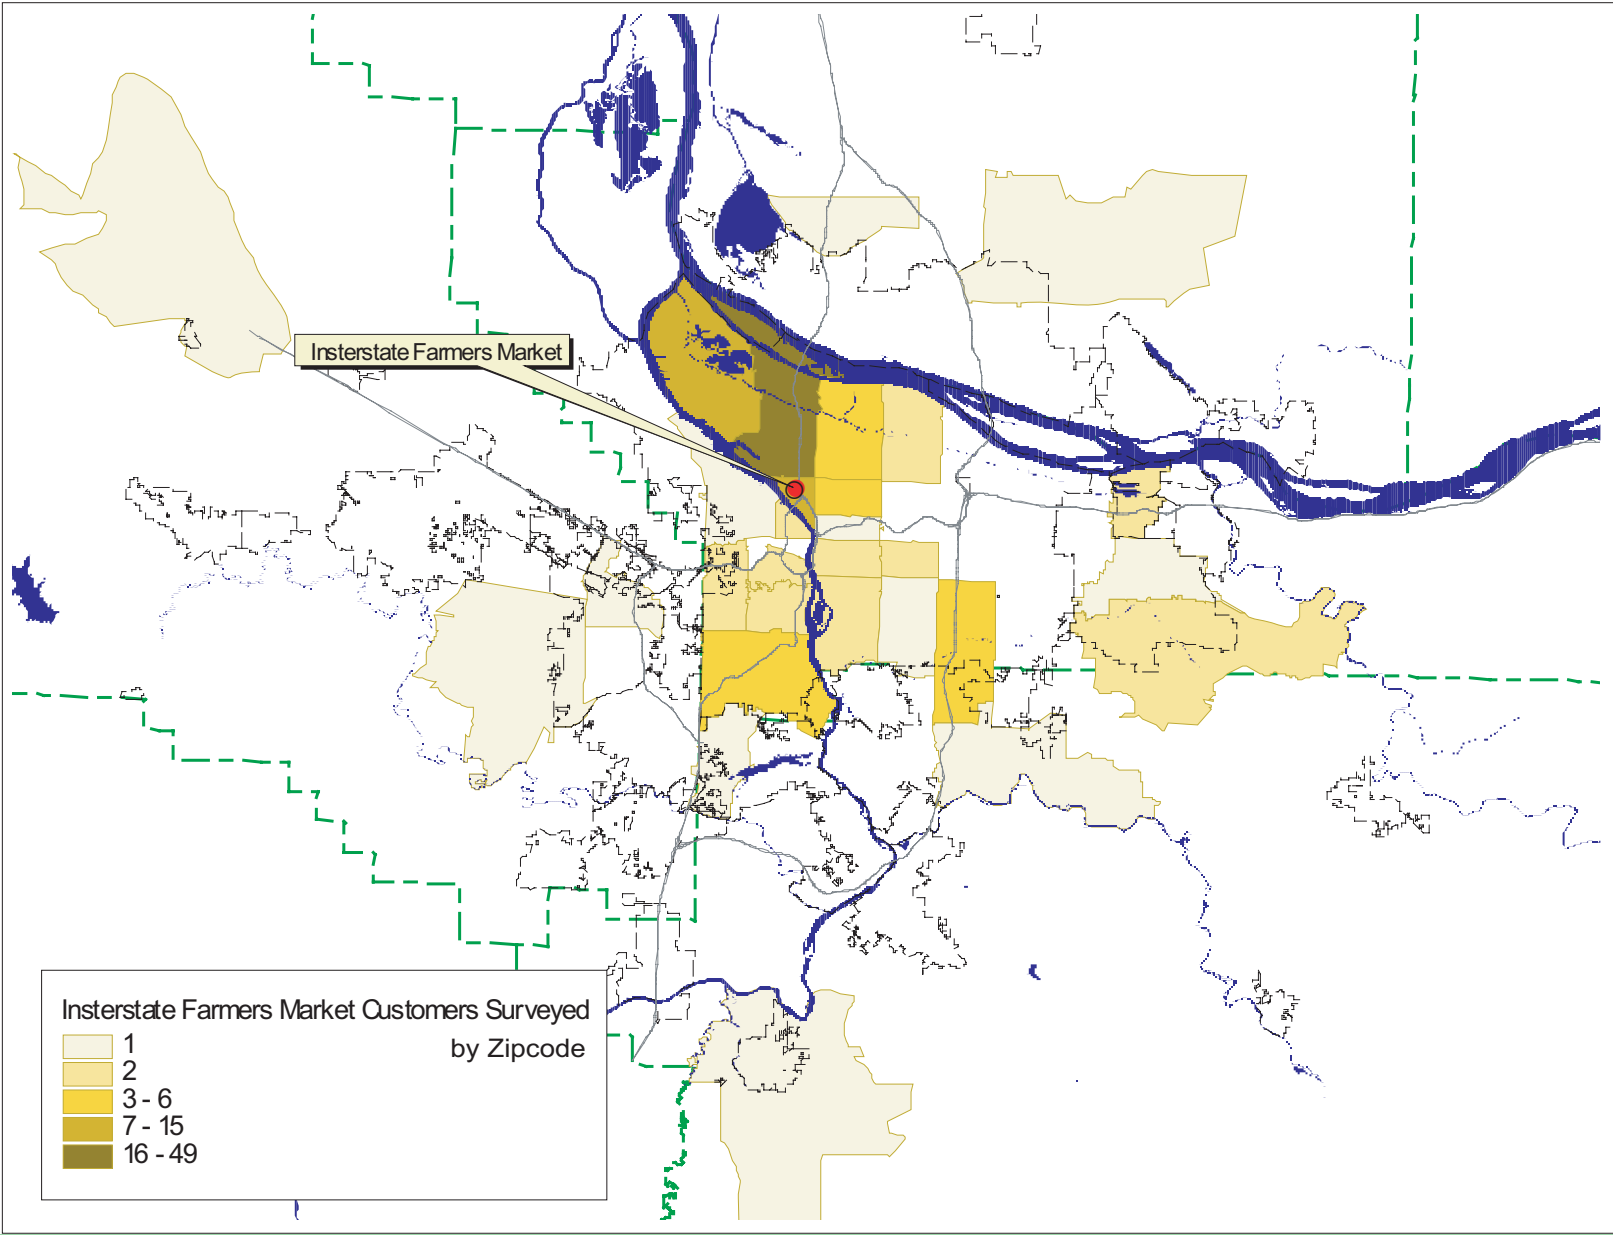 Insterstate Farmers Market
Insterstate Farmers Market Customers Surveyed
by Zipcode
1
2
3 - 6
7 - 15
16 - 49